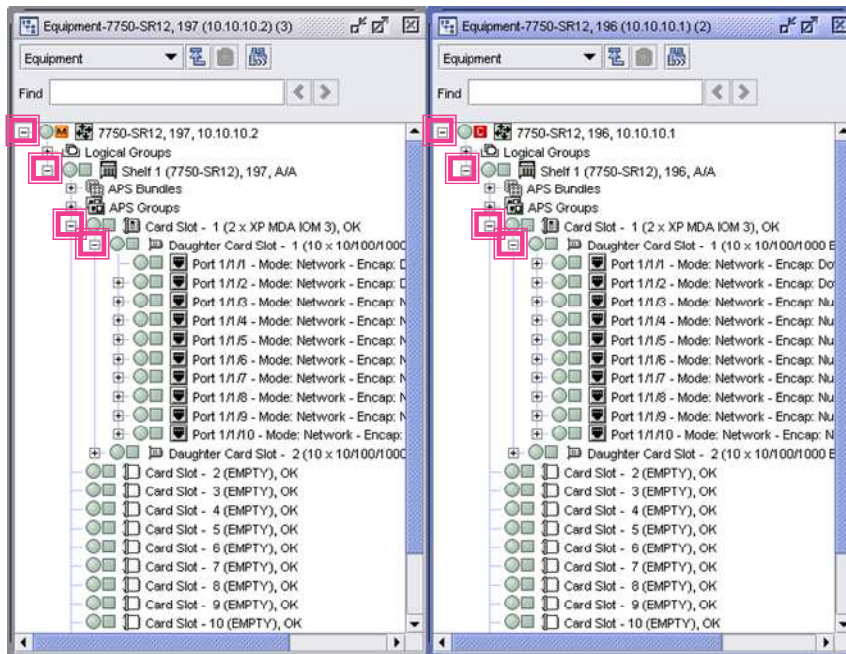 Equipment-7750-SR12, 197 (10.10.10.2) (3)
Equipment
Find
M 7750-SR12, 197, 10.10.10.2
Logical Groups
Shelf 1 (7750-SR12), 197, A/A
APS Bundles
APS Groups
Card Slot - 1 (2 x XP MDA IOM 3), OK
Daughter Card Slot - 1 (10 x 10/100/1000
Port 1/1/1 - Mode: Network - Encap: D
Port 1/1/2 - Mode: Network - Encap: D
Port 1/1/3 - Mode: Network - Encap: N
Port 1/1/4 - Mode: Network - Encap: N
Port 1/1/5 - Mode: Network - Encap: N
Port 1/1/6 - Mode: Network - Encap: N
Port 1/1/7 - Mode: Network - Encap: N
Port 1/1/8 - Mode: Network - Encap: N
Port 1/1/9 - Mode: Network - Encap: N
Port 1/1/10 - Mode: Network - Encap:
Daughter Card Slot - 2 (10 x 10/100/1000
Card Slot - 2 (EMPTY), OK
Card Slot - 3 (EMPTY), OK
Card Slot - 4 (EMPTY), OK
Card Slot - 5 (EMPTY), OK
Card Slot - 6 (EMPTY), OK
Card Slot - 7 (EMPTY), OK
Card Slot - 8 (EMPTY), OK
Card Slot - 9 (EMPTY), OK
Card Slot - 10 (EMPTY), OK
Equipment-7750-SR12, 196 (10.10.10.1) (2)
Equipment
Find
C 7750-SR12, 196, 10.10.10.1
Logical Groups
Shelf 1 (7750-SR12), 196, A/A
APS Bundles
APS Groups
Card Slot - 1 (2 x XP MDA IOM 3), OK
Daughter Card Slot - 1 (10 x 10/100/1000 E
Port 1/1/1 - Mode: Network - Encap: Do
Port 1/1/2 - Mode: Network - Encap: Do
Port 1/1/3 - Mode: Network - Encap: Nu
Port 1/1/4 - Mode: Network - Encap: Nu
Port 1/1/5 - Mode: Network - Encap: Nu
Port 1/1/6 - Mode: Network - Encap: Nu
Port 1/1/7 - Mode: Network - Encap: Nu
Port 1/1/8 - Mode: Network - Encap: Nu
Port 1/1/9 - Mode: Network - Encap: Nu
Port 1/1/10 - Mode: Network - Encap: Nu
Daughter Card Slot - 2 (10 x 10/100/1000 E
Card Slot - 2 (EMPTY), OK
Card Slot - 3 (EMPTY), OK
Card Slot - 4 (EMPTY), OK
Card Slot - 5 (EMPTY), OK
Card Slot - 6 (EMPTY), OK
Card Slot - 7 (EMPTY), OK
Card Slot - 8 (EMPTY), OK
Card Slot - 9 (EMPTY), OK
Card Slot - 10 (EMPTY), OK